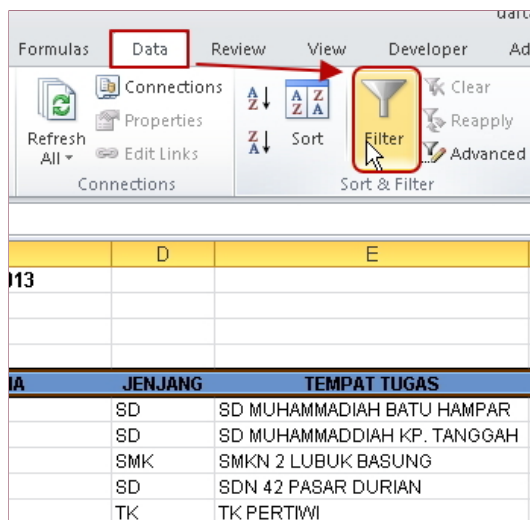 Formulas Data Review View Developer Ad
Connections Clear
Properties Reapply
Refresh All Edit Links Sort Filter Advanced
Connections Sort & Filter
D E
013
JENJANG TEMPAT TUGAS
SD SD MUHAMMADIAH BATU HAMPAR
SD SD MUHAMMADDIAH KP. TANGGAH
SMK SMKN 2 LUBUK BASUNG
SD SDN 42 PASAR DURIAN
TK TK PERTIWI